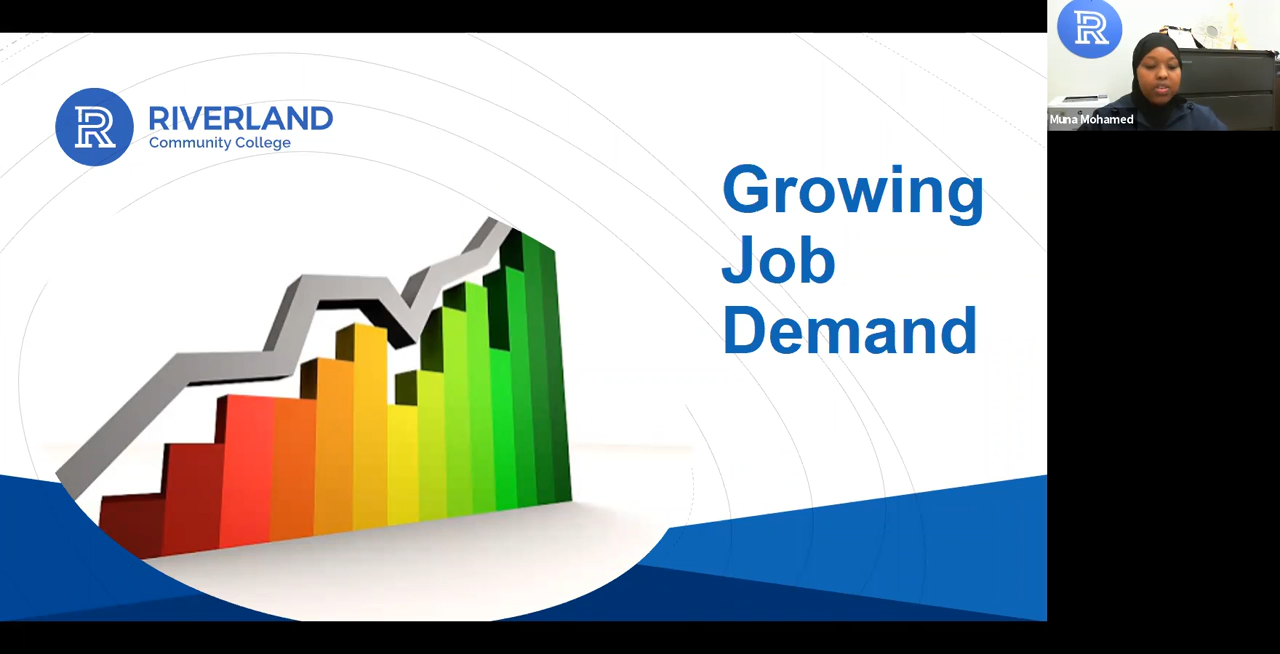 RIVERLAND
Community College
Growing
Job
Demand
R
Muna Mohamed